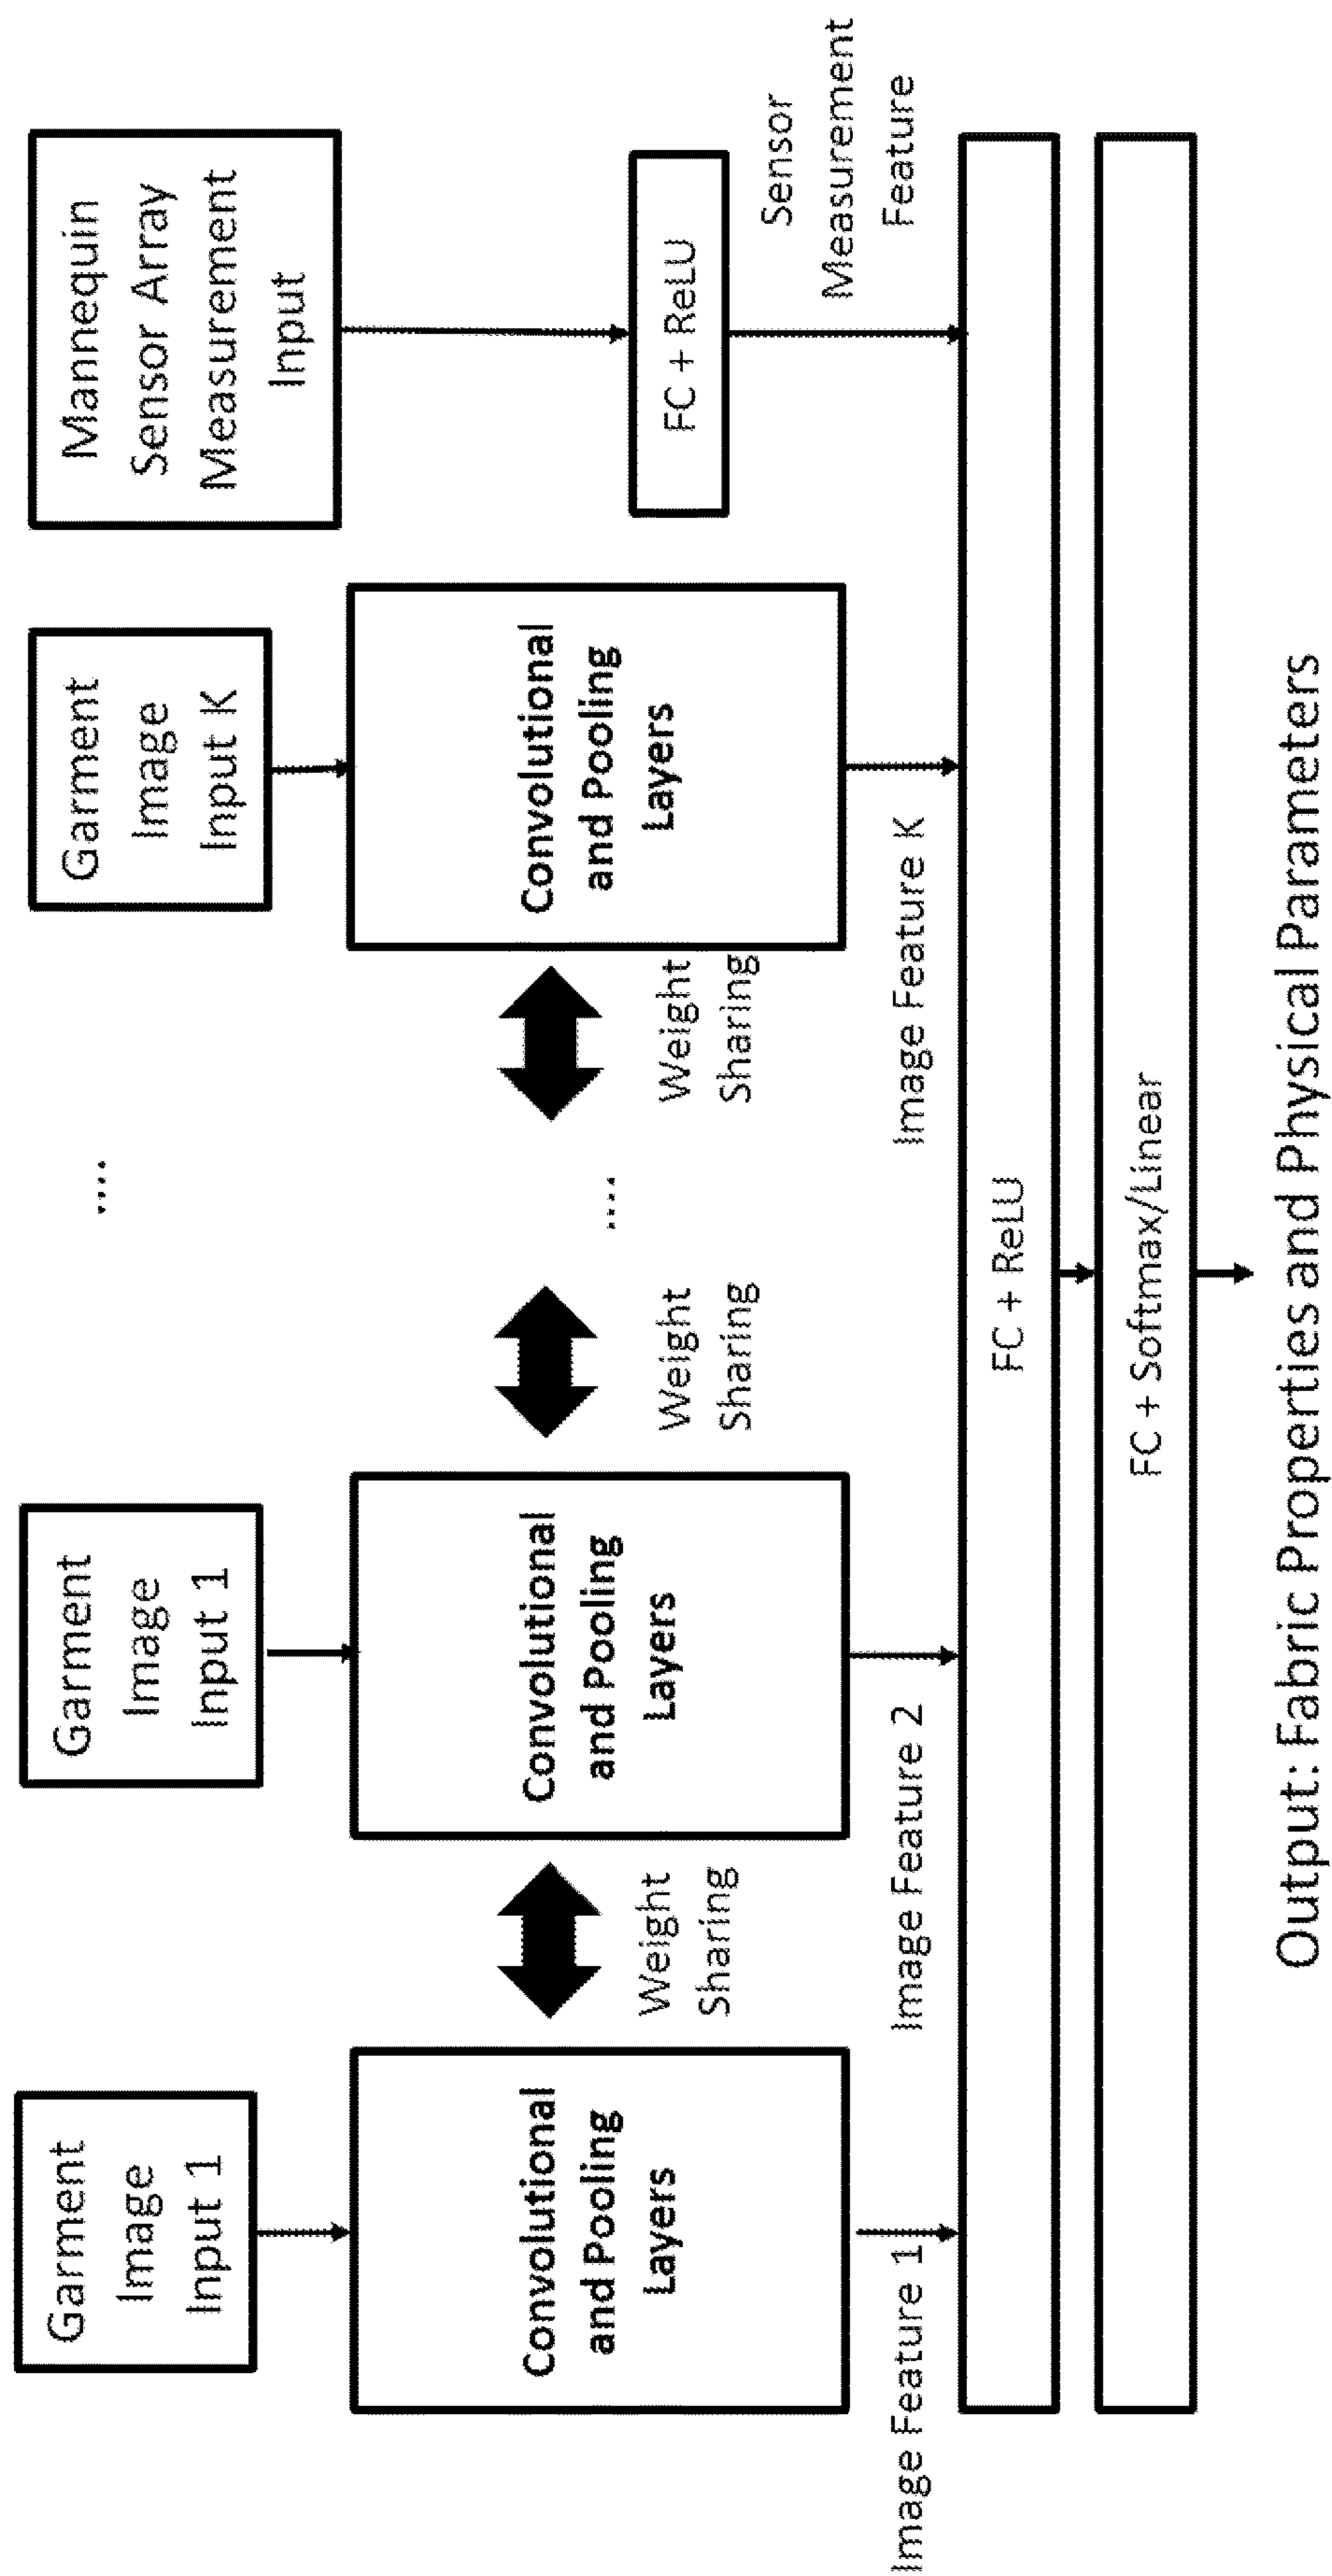 Garment
Image
Input 1
Garment
Image
Input 1
....
Garment
Image
Input K
Mannequin
Sensor Array
Measurement
Input
Convolutional
and Pooling
Layers
Weight
Sharing
Convolutional
and Pooling
Layers
Weight
Sharing
....
Weight
Sharing
Convolutional
and Pooling
Layers
FC + ReLU
Image Feature 1
Image Feature 2
Image Feature K
Sensor
Measurement
Feature
FC + ReLU
FC + Softmax/Linear
Output: Fabric Properties and Physical Parameters